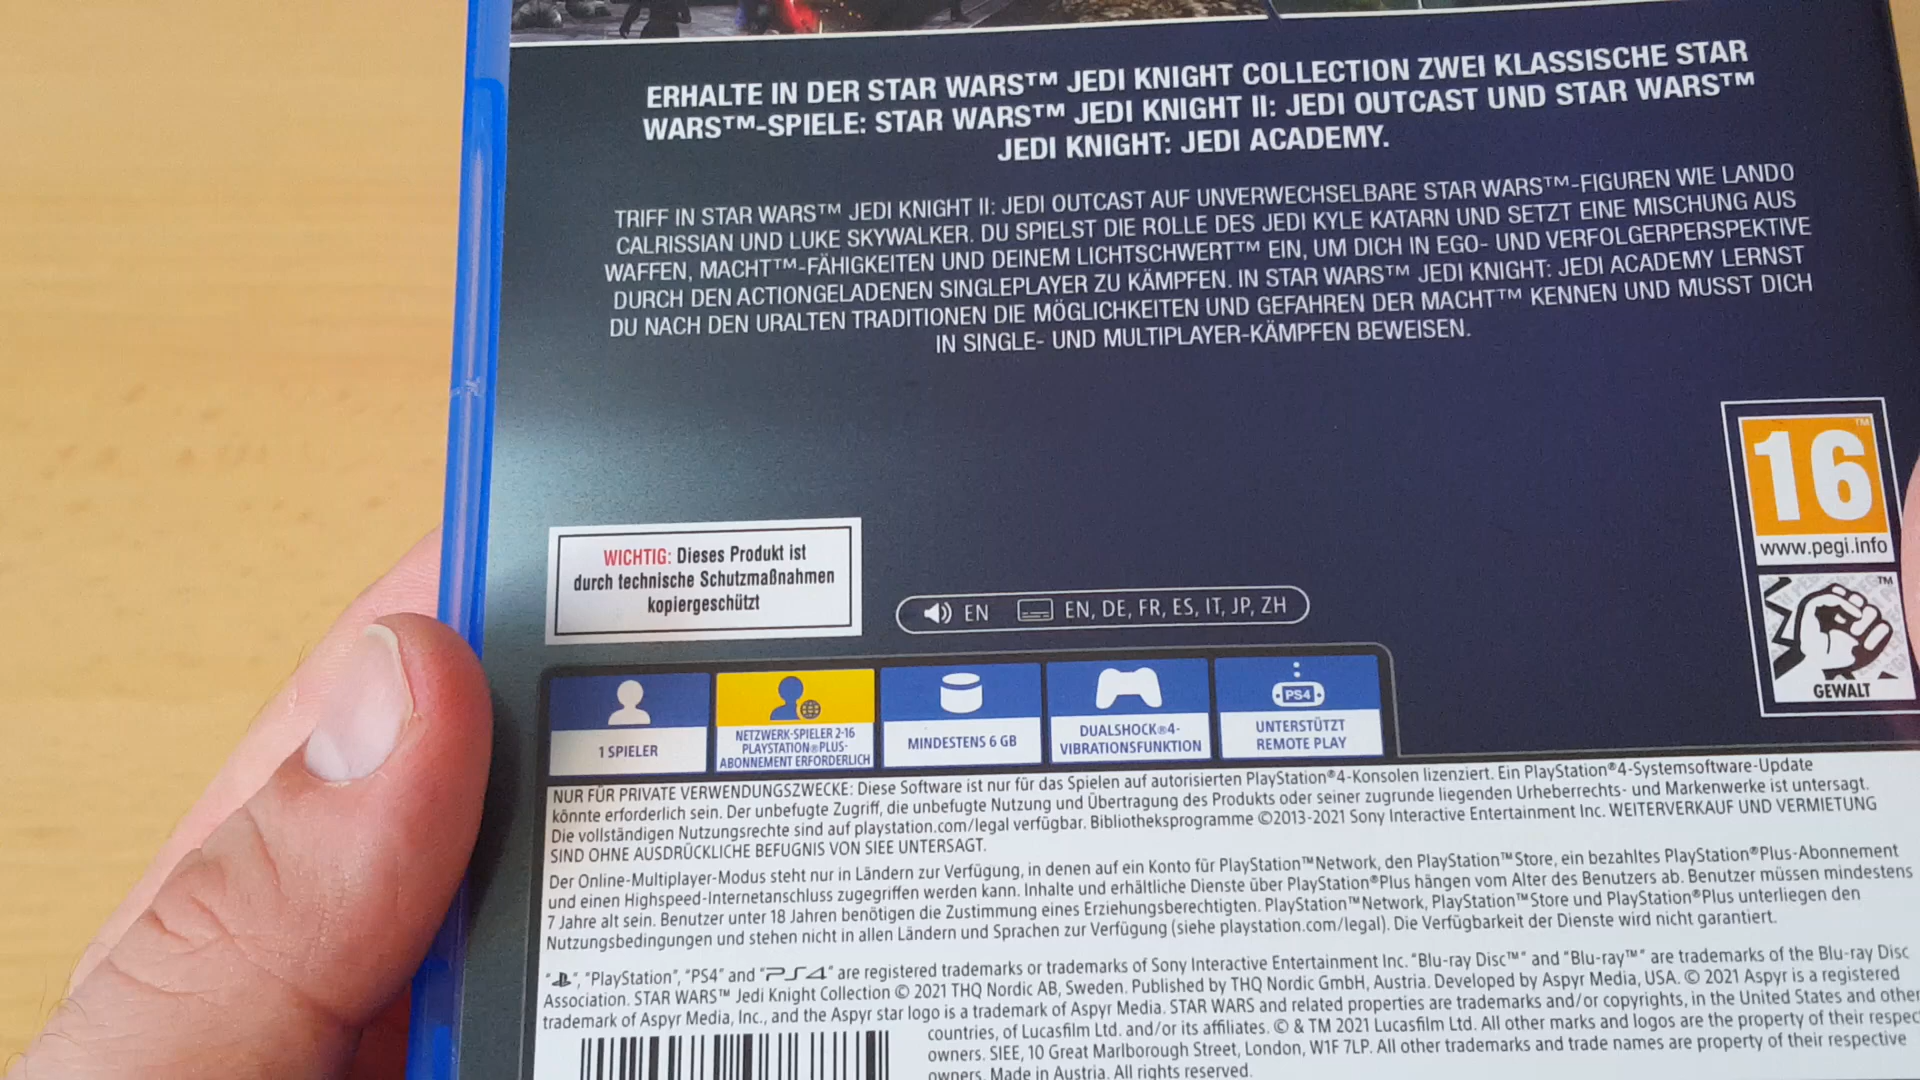 ERHALTE IN DER STAR WARS™ JEDI KNIGHT COLLECTION ZWEI KLASSISCHE STAR
WARS™-SPIELE: STAR WARS™ JEDI KNIGHT II: JEDI OUTCAST UND STAR WARS™
JEDI KNIGHT: JEDI ACADEMY.
TRIFF IN STAR WARS™ JEDI KNIGHT II: JEDI OUTCAST AUF UNVERWECHSELBARE STAR WARS™-FIGUREN WIE LANDO
CALRISSIAN UND LUKE SKYWALKER. DU SPIELST DIE ROLLE DES JEDI KYLE KATARN UND SETZT EINE MISCHUNG AUS
WAFFEN, MACHT™-FÄHIGKEITEN UND DEINEM LICHTSCHWERT™ EIN, UM DICH IN EGO- UND VERFOLGERPERSPEKTIVE
DURCH DEN ACTIONGELADENEN SINGLEPLAYER ZU KÄMPFEN. IN STAR WARS™ JEDI KNIGHT: JEDI ACADEMY LERNST
DU NACH DEN URALTEN TRADITIONEN DIE MÖGLICHKEITEN UND GEFAHREN DER MACHT™ KENNEN UND MUSST DICH
IN SINGLE- UND MULTIPLAYER-KÄMPFEN BEWEISEN.
16™
www.pegi.info
™
GEWALT
WICHTIG: Dieses Produkt ist
durch technische Schutzmaßnahmen
kopiergeschützt
EN EN, DE, FR, ES, IT, JP, ZH
1 SPIELER
NETZWERK-SPIELER 2-16
PLAYSTATION®PLUS-
ABONNEMENT ERFORDERLICH
MINDESTENS 6 GB
DUALSHOCK®4-
VIBRATIONSFUNKTION
PS4
UNTERSTÜTZT
REMOTE PLAY
NUR FÜR PRIVATE VERWENDUNGSZWECKE: Diese Software ist nur für das Spielen auf autorisierten PlayStation®4-Konsolen lizenziert. Ein PlayStation®4-Systemsoftware-Update
könnte erforderlich sein. Der unbefugte Zugriff, die unbefugte Nutzung und Übertragung des Produkts oder seiner zugrunde liegenden Urheberrechts- und Markenwerke ist untersagt.
Die vollständigen Nutzungsrechte sind auf playstation.com/legal verfügbar. Bibliotheksprogramme ©2013-2021 Sony Interactive Entertainment Inc. WEITERVERKAUF UND VERMIETUNG
SIND OHNE AUSDRÜCKLICHE BEFUGNIS VON SIEE UNTERSAGT.
Der Online-Multiplayer-Modus steht nur in Ländern zur Verfügung, in denen auf ein Konto für PlayStation™Network, den PlayStation™Store, ein bezahltes PlayStation®Plus-Abonnement
und einen Highspeed-Internetanschluss zugegriffen werden kann. Inhalte und erhältliche Dienste über PlayStation®Plus hängen vom Alter des Benutzers ab. Benutzer müssen mindestens
7 Jahre alt sein. Benutzer unter 18 Jahren benötigen die Zustimmung eines Erziehungsberechtigten. PlayStation™Network, PlayStation™Store und PlayStation®Plus unterliegen den
Nutzungsbedingungen und stehen nicht in allen Ländern und Sprachen zur Verfügung (siehe playstation.com/legal). Die Verfügbarkeit der Dienste wird nicht garantiert.
" ", "PlayStation", "PS4" and "PS4" are registered trademarks or trademarks of Sony Interactive Entertainment Inc. "Blu-ray Disc™" and "Blu-ray™" are trademarks of the Blu-ray Disc
Association. STAR WARS™ Jedi Knight Collection © 2021 THQ Nordic AB, Sweden. Published by THQ Nordic GmbH, Austria. Developed by Aspyr Media, USA. © 2021 Aspyr is a registered
trademark of Aspyr Media, Inc., and the Aspyr star logo is a trademark of Aspyr Media. STAR WARS and related properties are trademarks and/or copyrights, in the United States and other
countries, of Lucasfilm Ltd. and/or its affiliates. © & TM 2021 Lucasfilm Ltd. All other marks and logos are the property of their respec
owners. SIEE, 10 Great Marlborough Street, London, W1F 7LP. All other trademarks and trade names are property of their respective
owners. Made in Austria. All rights reserved.